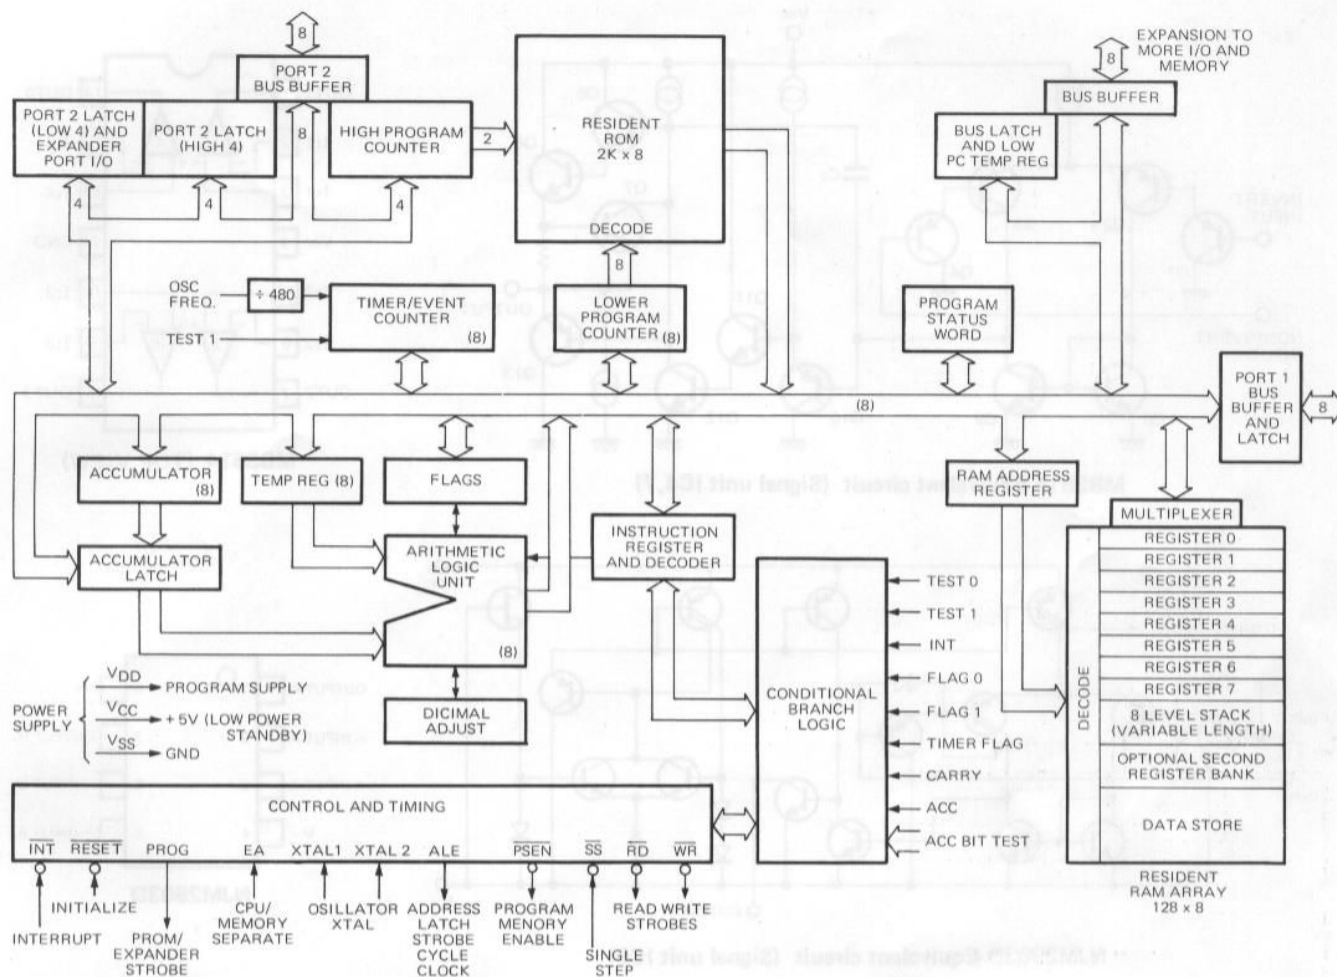 8
PORT 2
BUS BUFFER
PORT 2 LATCH
(LOW 4) AND
EXPANDER
PORT I/O
PORT 2 LATCH
(HIGH 4)
8
HIGH PROGRAM
COUNTER
2
4
4
4
RESIDENT
ROM
2K x 8
DECODE
8
EXPANSION TO
MORE I/O AND
MEMORY
8
BUS BUFFER
BUS LATCH
AND LOW
PC TEMP REG
OSC
FREQ.
÷ 480
TEST 1
TIMER/EVENT
COUNTER
(8)
LOWER
PROGRAM
COUNTER (8)
PROGRAM
STATUS
WORD
(8)
PORT 1
BUS
BUFFER
AND
LATCH
8
ACCUMULATOR
(8)
TEMP REG (8)
FLAGS
RAM ADDRESS
REGISTER
ACCUMULATOR
LATCH
ARITHMETIC
LOGIC
UNIT
(8)
INSTRUCTION
REGISTER
AND DECODER
DICIMAL
ADJUST
CONDITIONAL
BRANCH
LOGIC
TEST 0
TEST 1
INT
FLAG 0
FLAG 1
TIMER FLAG
CARRY
ACC
ACC BIT TEST
MULTIPLEXER
DECODE
REGISTER 0
REGISTER 1
REGISTER 2
REGISTER 3
REGISTER 4
REGISTER 5
REGISTER 6
REGISTER 7
8 LEVEL STACK
(VARIABLE LENGTH)
OPTIONAL SECOND
REGISTER BANK
DATA STORE
RESIDENT
RAM ARRAY
128 x 8
POWER
SUPPLY
VDD
PROGRAM SUPPLY
VCC
+5V (LOW POWER
STANDBY)
VSS
GND
CONTROL AND TIMING
INT RESET PROG EA XTAL1 XTAL 2 ALE PSEN SS RD WR
INTERRUPT
INITIALIZE
PROM/
EXPANDER
STROBE
CPU/
MEMORY
SEPARATE
OSILLATOR
XTAL
ADDRESS
LATCH
STROBE
CYCLE
CLOCK
PROGRAM
MENORY
ENABLE
SINGLE
STEP
READ WRITE
STROBES